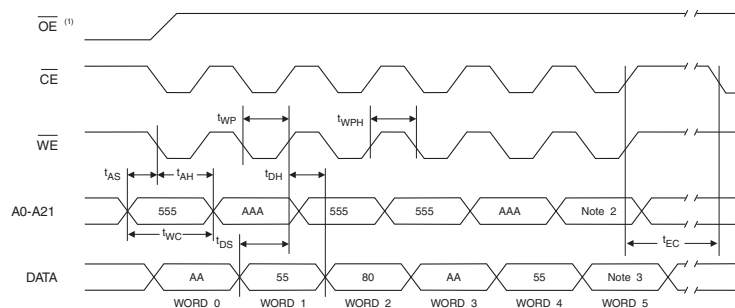 OE (1)
CE
tWP tWPH
WE
tAS tAH tDH
A0-A21 555 AAA 555 555 AAA Note 2
tWC tDS tEC
DATA AA 55 80 AA 55 Note 3
WORD 0 WORD 1 WORD 2 WORD 3 WORD 4 WORD 5